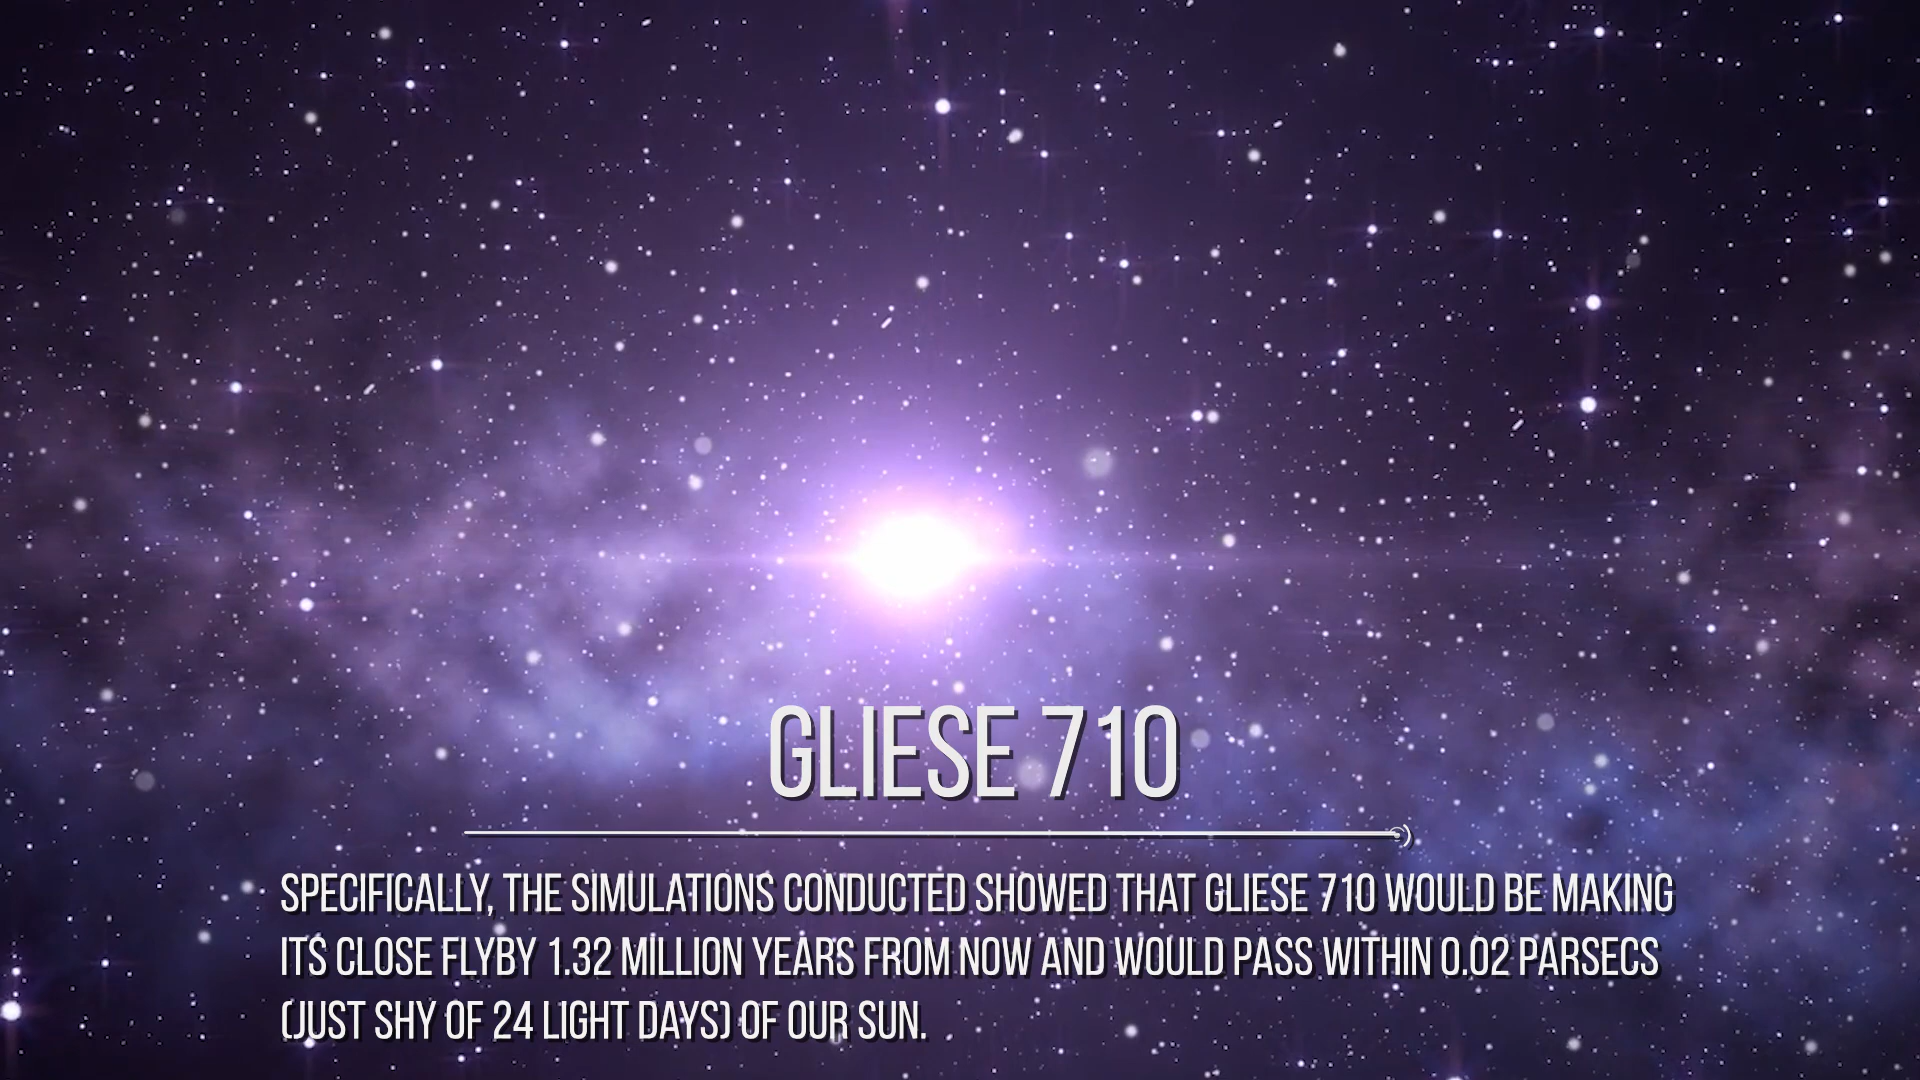 GLIESE 710
SPECIFICALLY, THE SIMULATIONS CONDUCTED SHOWED THAT GLIESE 710 WOULD BE MAKING
ITS CLOSE FLYBY 1.32 MILLION YEARS FROM NOW AND WOULD PASS WITHIN 0.02 PARSECS
(JUST SHY OF 24 LIGHT DAYS) OF OUR SUN.